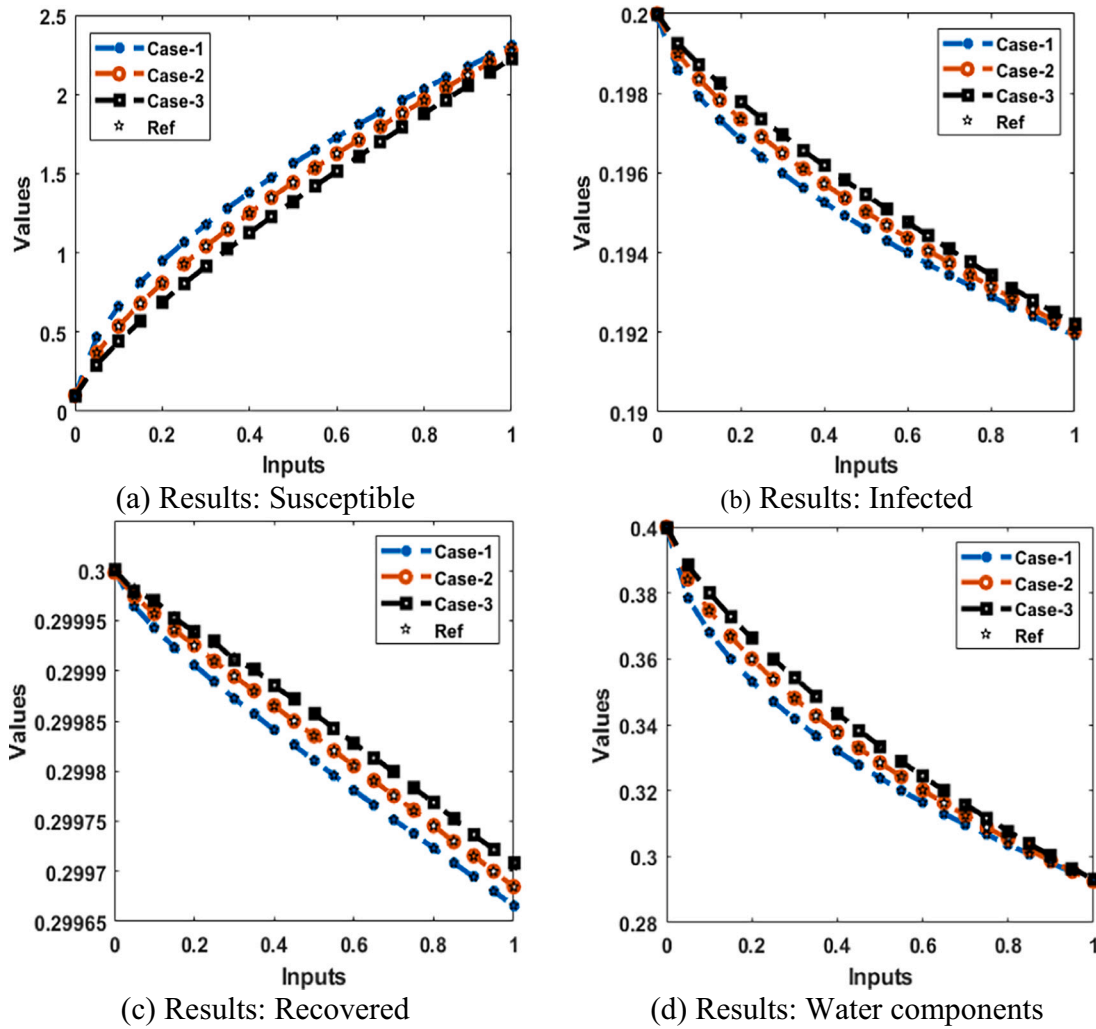 2.5
2
1.5
1
0.5
0
Values
Case-1
Case-2
Case-3
Ref
0 0.2 0.4 0.6 0.8 1
Inputs
(a) Results: Susceptible
0.2
0.198
0.196
0.194
0.192
0.19
Values
Case-1
Case-2
Case-3
Ref
0 0.2 0.4 0.6 0.8 1
Inputs
(b) Results: Infected
0.3
0.29995
0.2999
0.29985
0.2998
0.29975
0.2997
0.29965
Values
Case-1
Case-2
Case-3
Ref
0 0.2 0.4 0.6 0.8 1
Inputs
(c) Results: Recovered
0.4
0.38
0.36
0.34
0.32
0.3
0.28
Values
Case-1
Case-2
Case-3
Ref
0 0.2 0.4 0.6 0.8 1
Inputs
(d) Results: Water components